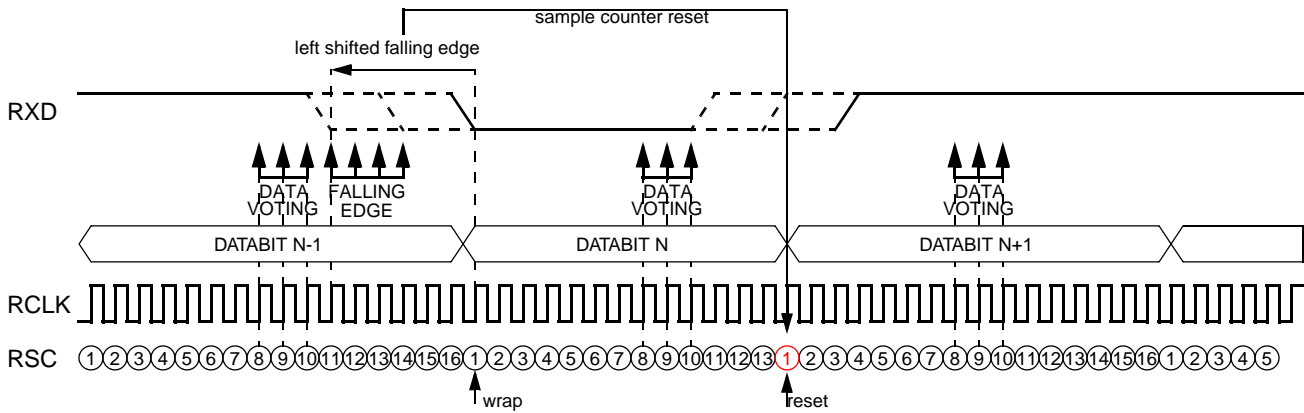 sample counter reset
left shifted falling edge
RXD
DATA VOTING
FALLING EDGE
DATA VOTING
DATA VOTING
DATABIT N-1
DATABIT N
DATABIT N+1
RCLK
RSC 1 2 3 4 5 6 7 8 9 10 11 12 13 14 15 16 1 2 3 4 5 6 7 8 9 10 11 12 13 1 2 3 4 5 6 7 8 9 10 11 12 13 14 15 16 1 2 3 4 5
wrap
reset